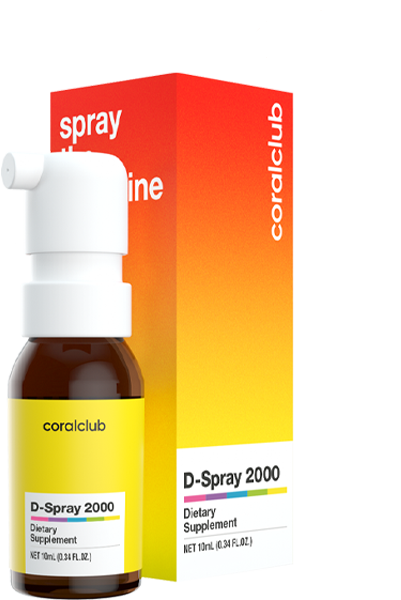 spray
ine
coralclub
coralclub
D-Spray 2000
Dietary
Supplement
NET 10mL (0.34 FL.OZ.)
D-Spray 2000
Dietary
Supplement
NET 10mL (0.34 FL.OZ.)